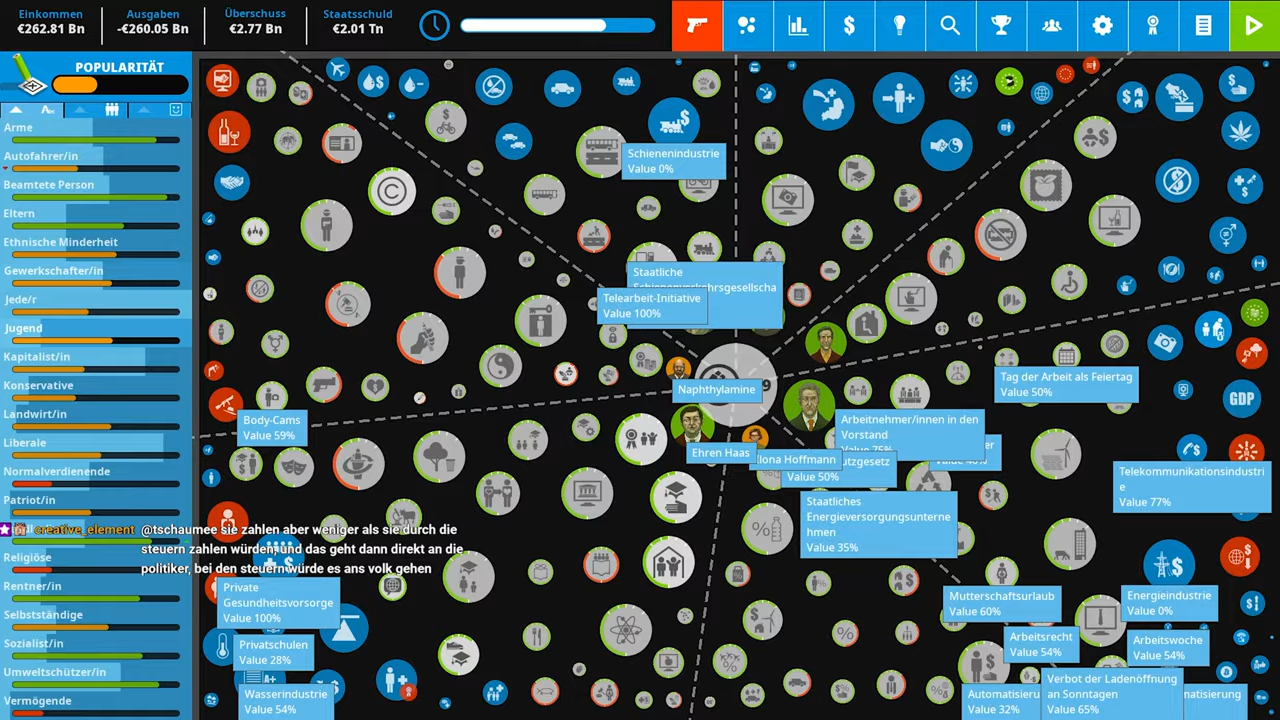 Einkommen
€262.81 Bn
Ausgaben
-€260.05 Bn
Überschuss
€2.77 Bn
Staatsschuld
€2.01 Tn
POPULARITÄT
Arme
Autofahrer/in
Beamtete Person
Eltern
Ethnische Minderheit
Gewerkschafter/in
Jede/r
Jugend
Kapitalist/in
Konservative
Landwirt/in
Liberale
Normalverdienende
Patriot/in
Religiöse
Rentner/in
Selbstständige
Sozialist/in
Umweltschützer/in
Vermögende
creative_element @tschaumee sie zahlen aber weniger als sie durch die
steuern zahlen würden, und das geht dann direkt an die
politiker, bei den steuern würde es ans volk gehen
Schienenindustrie
Value 0%
Staatliche
Telearbeit-Initiative
Value 100%
Naphthylamine
Tag der Arbeit als Feiertag
Value 50%
Body-Cams
Value 59%
Arbeitnehmer/innen in den
Vorstand
Ehren Haas
Ilona Hoffmann
Value 50%
Telekommunikationsindustri
e
Value 77%
Staatliches
Energieversorgungsunterne
hmen
Value 35%
Private
Gesundheitsvorsorge
Value 100%
Mutterschaftsurlaub
Value 60%
Energieindustrie
Value 0%
Privatschulen
Value 28%
Arbeitsrecht
Value 54%
Arbeitswoche
Value 54%
Wasserindustrie
Value 54%
Value 32%
Verbot der Ladenöffnung
an Sonntagen
Value 65%
GDP